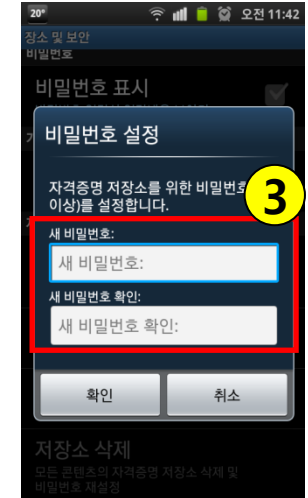 20°
오전 11:42
장소 및 보안
비밀번호
비밀번호 표시
비밀번호 설정
자격증명 저장소를 위한 비밀번호
이상)를 설정합니다.
3
새 비밀번호:
새 비밀번호:
새 비밀번호 확인:
새 비밀번호 확인:
확인
취소
저장소 삭제
모든 콘텐츠의 자격증명 저장소 삭제 및
비밀번호 재설정